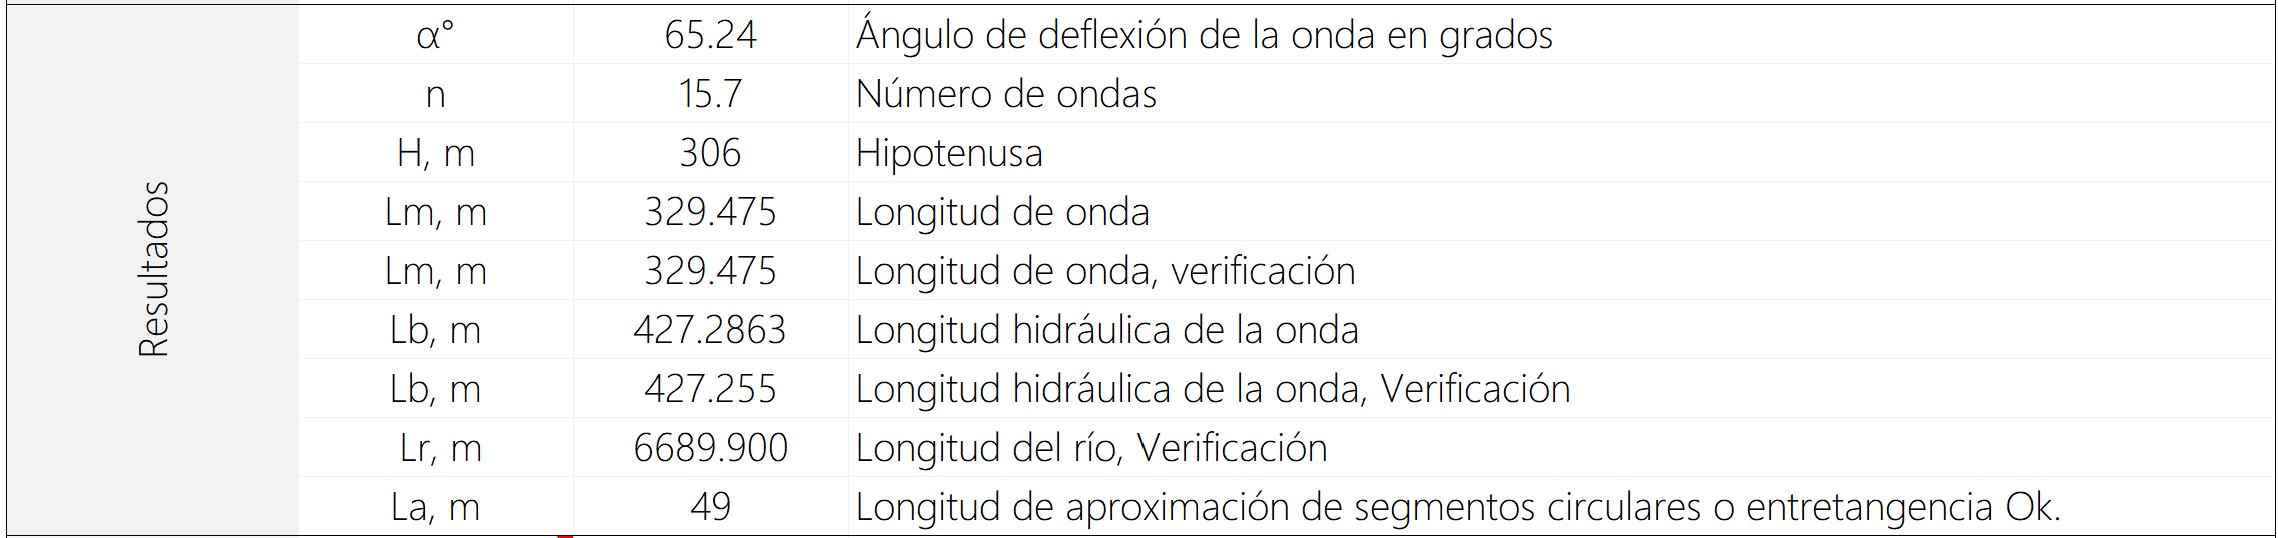 Resultados
α° 65.24 Ángulo de deflexión de la onda en grados
n 15.7 Número de ondas
H, m 306 Hipotenusa
Lm, m 329.475 Longitud de onda
Lm, m 329.475 Longitud de onda, verificación
Lb, m 427.2863 Longitud hidráulica de la onda
Lb, m 427.255 Longitud hidráulica de la onda, Verificación
Lr, m 6689.900 Longitud del río, Verificación
La, m 49 Longitud de aproximación de segmentos circulares o entretangencia Ok.